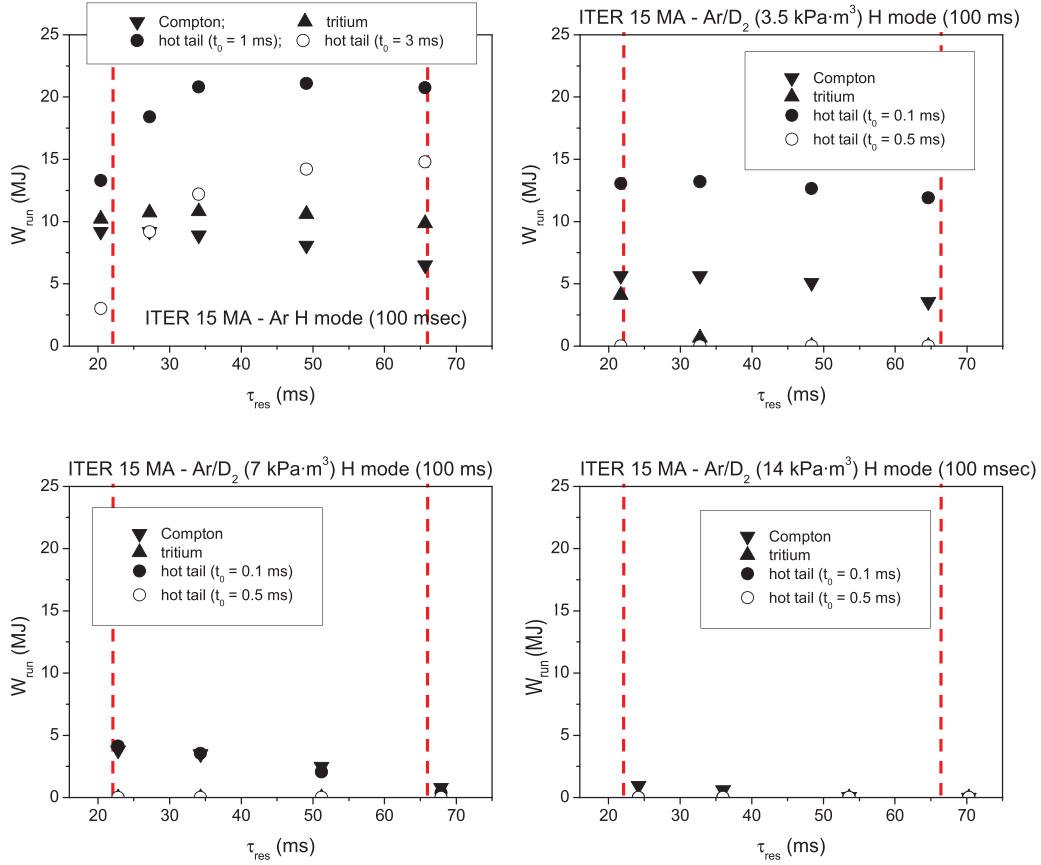 Compton; tritium
hot tail (t0 = 1 ms); hot tail (t0 = 3 ms)
25
20
15
10
5
0
Wrun (MJ)
ITER 15 MA - Ar H mode (100 msec)
20 30 40 50 60 70
τres (ms)
ITER 15 MA - Ar/D2 (3.5 kPa·m3) H mode (100 ms)
Compton
tritium
hot tail (t0 = 0.1 ms)
hot tail (t0 = 0.5 ms)
25
20
15
10
5
0
Wrun (MJ)
20 30 40 50 60 70
τres (ms)
ITER 15 MA - Ar/D2 (7 kPa·m3) H mode (100 ms)
Compton
tritium
hot tail (t0 = 0.1 ms)
hot tail (t0 = 0.5 ms)
25
20
15
10
5
0
Wrun (MJ)
20 30 40 50 60 70
τres (ms)
ITER 15 MA - Ar/D2 (14 kPa·m3) H mode (100 msec)
Compton
tritium
hot tail (t0 = 0.1 ms)
hot tail (t0 = 0.5 ms)
25
20
15
10
5
0
Wrun (MJ)
20 30 40 50 60 70
τres (ms)